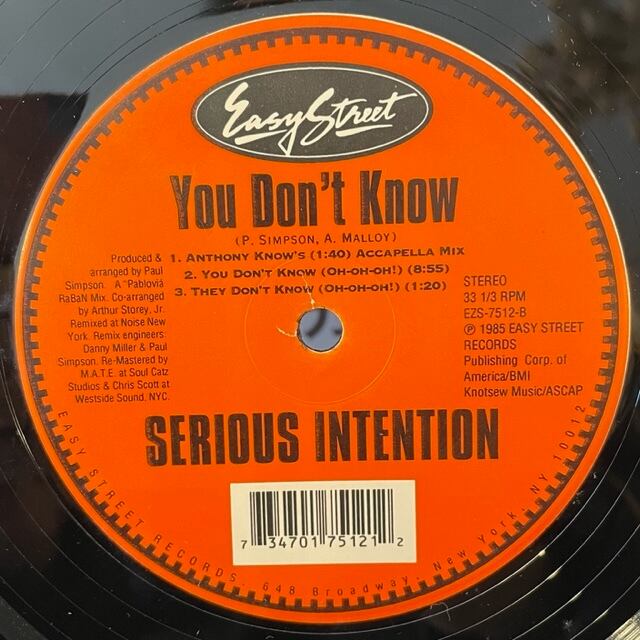 Easy Street
You Don't Know
(P. SIMPSON, A. MALLOY)
1. ANTHONY KNOW'S (1:40) ACCAPELLA MIX
2. YOU DON'T KNOW (OH-OH-OH!) (8:55)
3. THEY DON'T KNOW (OH-OH-OH!) (1:20)
Produced &
arranged by Paul
Simpson. A "Pablovia
RaBaN Mix. Co-arranged
by Arthur Storey, Jr.
Remixed at Noise New
York. Remix engineers:
Danny Miller & Paul
Simpson. Re-Mastered by
M.A.T.E. at Soul Catz
Studios & Chris Scott at
Westside Sound, NYC.
STEREO
33 1/3 RPM
EZS-7512-B
℗ 1985 EASY STREET
RECORDS
Publishing Corp. of
America/BMI
Knotsew Music/ASCAP
SERIOUS INTENTION
7 34701 75121 2
EASY STREET RECORDS. 648 Broadway. New York, NY 10012